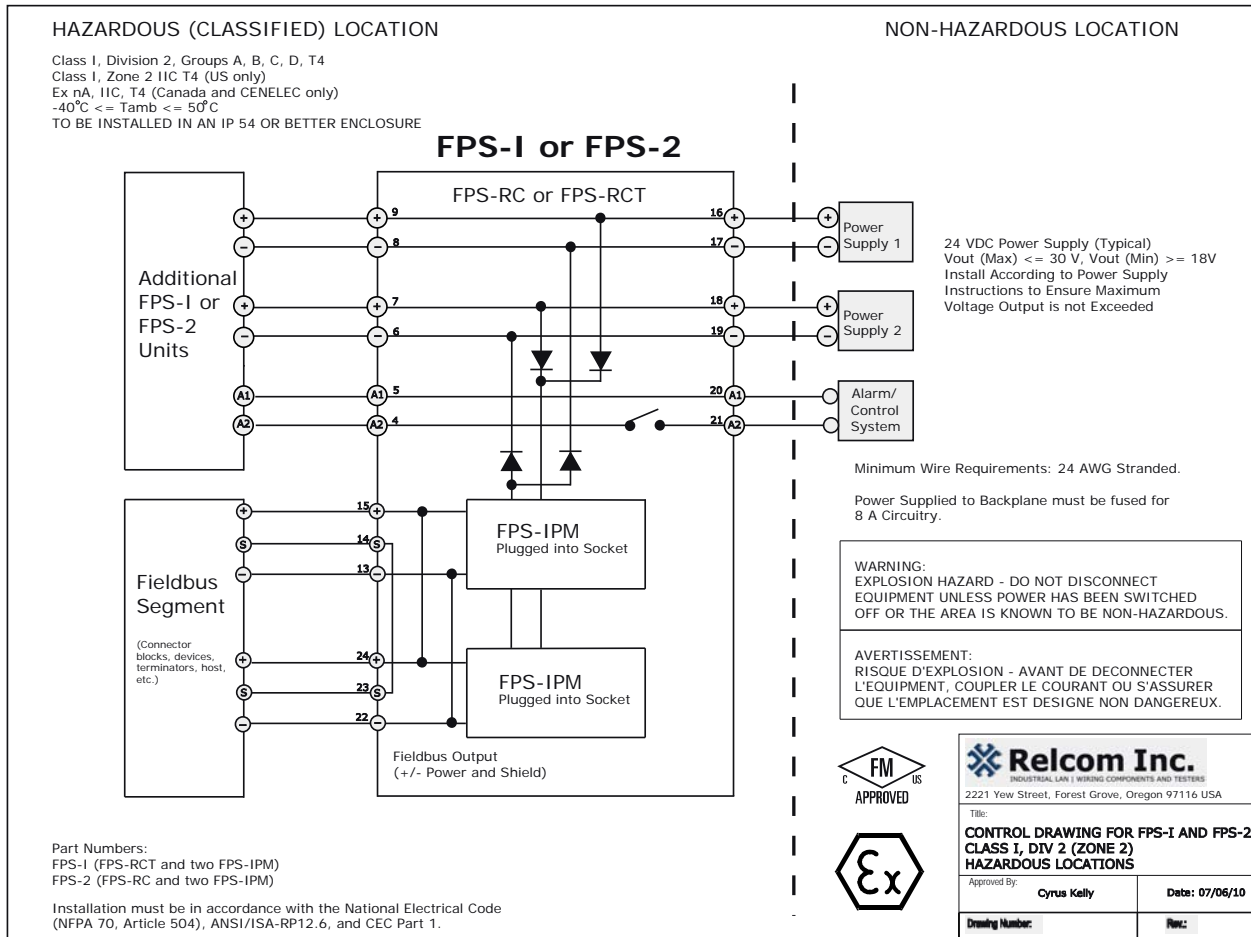 HAZARDOUS (CLASSIFIED) LOCATION
NON-HAZARDOUS LOCATION
Class I, Division 2, Groups A, B, C, D, T4
Class I, Zone 2 IIC T4 (US only)
Ex nA, IIC, T4 (Canada and CENELEC only)
-40°C <= Tamb <= 50°C
TO BE INSTALLED IN AN IP 54 OR BETTER ENCLOSURE
FPS-I or FPS-2
FPS-RC or FPS-RCT
+ + 9 16 + +
- - 8 17 - -
Power
Supply 1
Additional
FPS-I or
FPS-2
Units
+ + 7 18 + +
- - 6 19 - -
Power
Supply 2
A1 A1 5 20 A1
A2 A2 4 21 A2
Alarm/
Control
System
24 VDC Power Supply (Typical)
Vout (Max) <= 30 V, Vout (Min) >= 18V
Install According to Power Supply
Instructions to Ensure Maximum
Voltage Output is not Exceeded
Minimum Wire Requirements: 24 AWG Stranded.
Power Supplied to Backplane must be fused for
8 A Circuitry.
+ 15 +
S 14 S
- 13 -
FPS-IPM
Plugged into Socket
Fieldbus
Segment
(Connector
blocks, devices,
terminators, host,
etc.)
+ 24 +
S 23 S
- 22 -
FPS-IPM
Plugged into Socket
Fieldbus Output
(+/- Power and Shield)
WARNING:
EXPLOSION HAZARD - DO NOT DISCONNECT
EQUIPMENT UNLESS POWER HAS BEEN SWITCHED
OFF OR THE AREA IS KNOWN TO BE NON-HAZARDOUS.
AVERTISSEMENT:
RISQUE D'EXPLOSION - AVANT DE DECONNECTER
L'EQUIPMENT, COUPLER LE COURANT OU S'ASSURER
QUE L'EMPLACEMENT EST DESIGNE NON DANGEREUX.
C FM US
APPROVED
Ex
Relcom Inc.
INDUSTRIAL LAN | WIRING COMPONENTS AND TESTERS
2221 Yew Street, Forest Grove, Oregon 97116 USA
Title:
CONTROL DRAWING FOR FPS-I AND FPS-2
CLASS I, DIV 2 (ZONE 2)
HAZARDOUS LOCATIONS
Approved By:
Cyrus Kelly
Date: 07/06/10
Drawing Number:
Rev.:
Part Numbers:
FPS-I (FPS-RCT and two FPS-IPM)
FPS-2 (FPS-RC and two FPS-IPM)
Installation must be in accordance with the National Electrical Code
(NFPA 70, Article 504), ANSI/ISA-RP12.6, and CEC Part 1.